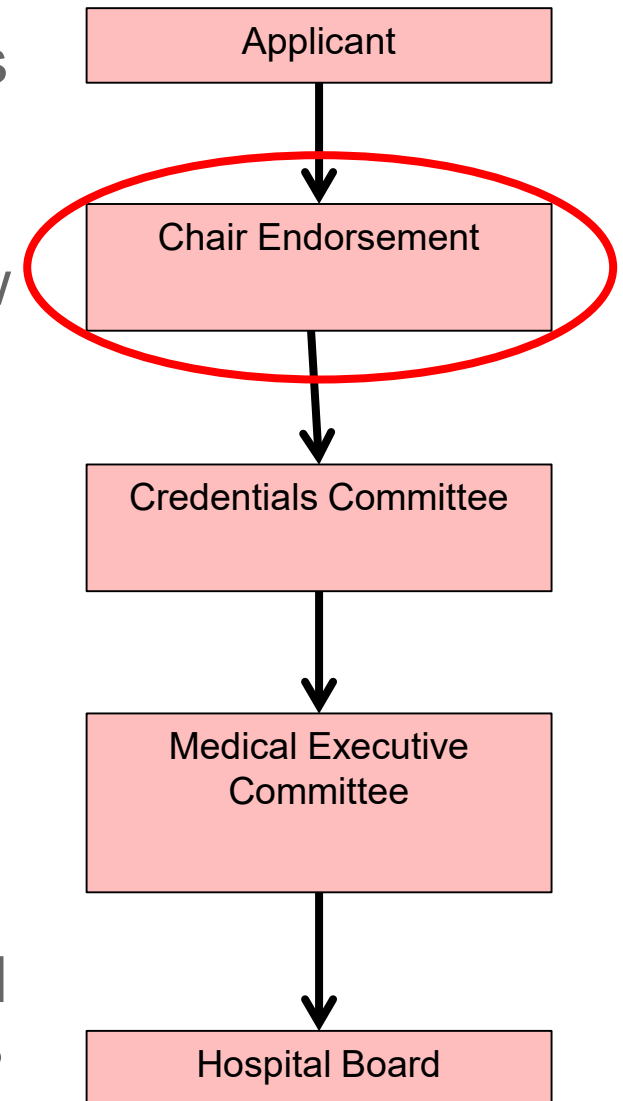 Applicant
Chair Endorsement
Credentials Committee
Medical Executive
Committee
Hospital Board